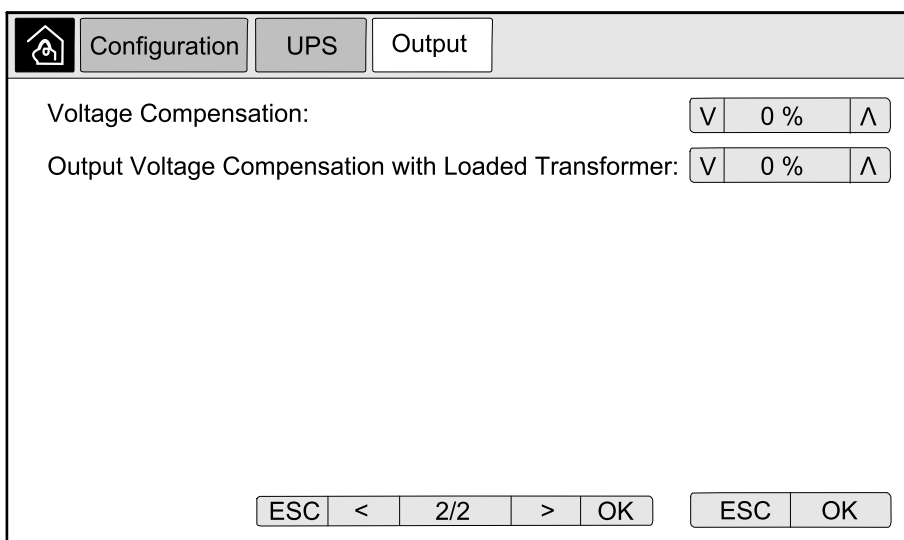 Configuration UPS Output
Voltage Compensation: V 0 % Λ
Output Voltage Compensation with Loaded Transformer: V 0 % Λ
ESC < 2/2 > OK ESC OK